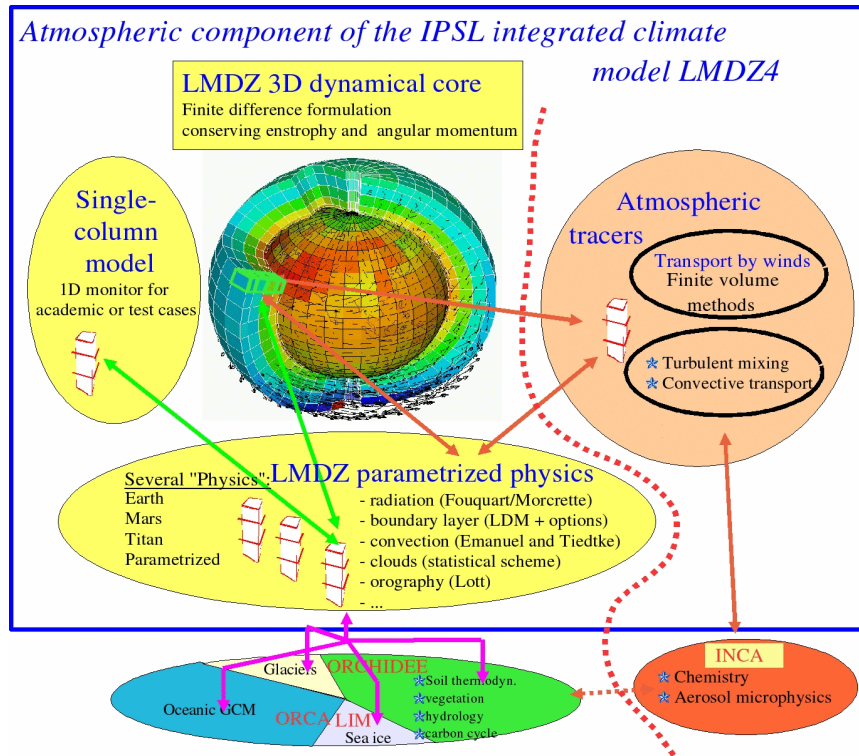 Atmospheric component of the IPSL integrated climate
model LMDZ4
LMDZ 3D dynamical core
Finite difference formulation
conserving enstrophy and angular momentum
Single-
column
model
1D monitor for
academic or test cases
Atmospheric
tracers
Transport by winds
Finite volume
methods
Turbulent mixing
Convective transport
LMDZ parametrized physics
Several "Physics":
Earth
Mars
Titan
Parametrized
- radiation (Fouquart/Morcrette)
- boundary layer (LDM + options)
- convection (Emanuel and Tiedtke)
- clouds (statistical scheme)
- orography (Lott)
- ...
Glaciers
ORCHIDEE
Soil thermodyn.
vegetation
hydrology
carbon cycle
Oceanic GCM
ORCA LIM
Sea ice
INCA
Chemistry
Aerosol microphysics